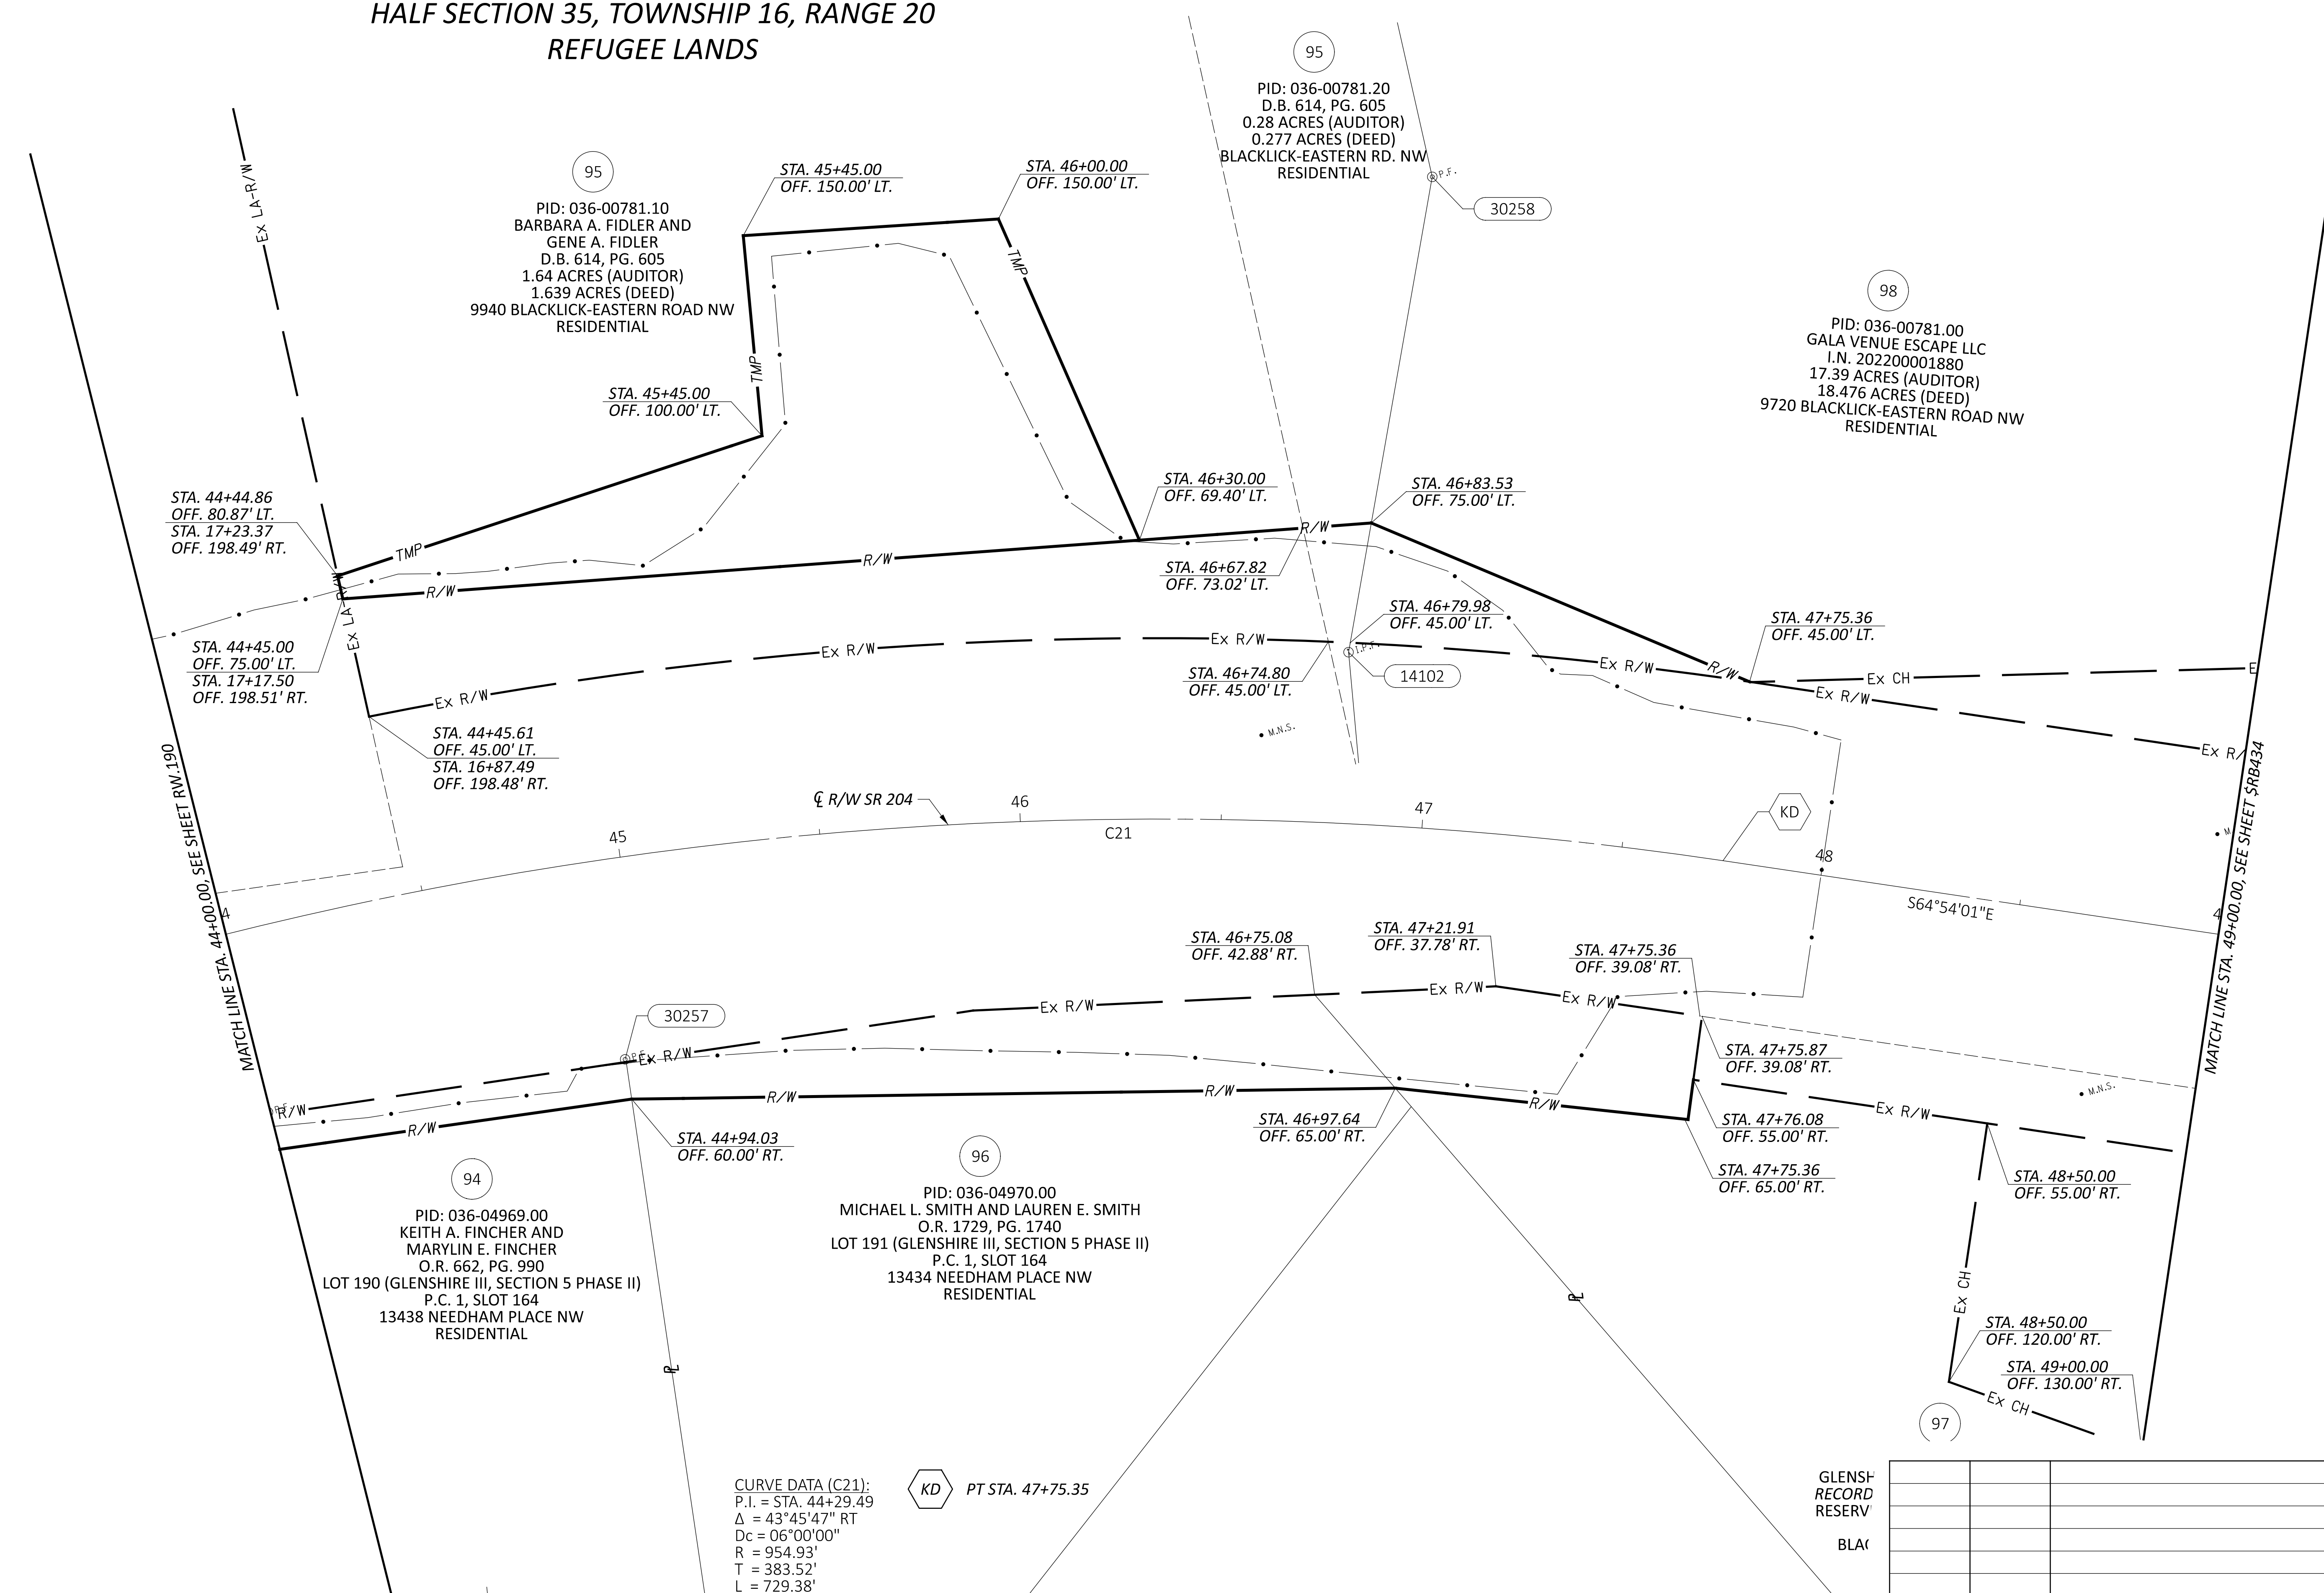 HALF SECTION 35, TOWNSHIP 16, RANGE 20
REFUGEE LANDS
95
PID: 036-00781.20
D.B. 614, PG. 605
0.28 ACRES (AUDITOR)
0.277 ACRES (DEED)
BLACKLICK-EASTERN RD. NW
RESIDENTIAL
P.F.
30258
Ex LA-R/W
95
PID: 036-00781.10
BARBARA A. FIDLER AND
GENE A. FIDLER
D.B. 614, PG. 605
1.64 ACRES (AUDITOR)
1.639 ACRES (DEED)
9940 BLACKLICK-EASTERN ROAD NW
RESIDENTIAL
STA. 45+45.00
OFF. 150.00' LT.
STA. 46+00.00
OFF. 150.00' LT.
TMP
TMP
98
PID: 036-00781.00
GALA VENUE ESCAPE LLC
I.N. 202200001880
17.39 ACRES (AUDITOR)
18.476 ACRES (DEED)
9720 BLACKLICK-EASTERN ROAD NW
RESIDENTIAL
STA. 45+45.00
OFF. 100.00' LT.
STA. 44+44.86
OFF. 80.87' LT.
STA. 17+23.37
OFF. 198.49' RT.
STA. 46+30.00
OFF. 69.40' LT.
STA. 46+83.53
OFF. 75.00' LT.
TMP
R/W
R/W
R/W
STA. 46+67.82
OFF. 73.02' LT.
Ex LA-R/W
STA. 44+45.00
OFF. 75.00' LT.
STA. 17+17.50
OFF. 198.51' RT.
STA. 46+79.98
OFF. 45.00' LT.
STA. 47+75.36
OFF. 45.00' LT.
Ex R/W
Ex R/W
Ex R/W
R/W
I.P.F.
14102
STA. 46+74.80
OFF. 45.00' LT.
Ex CH
E
Ex R/W
Ex R/W
Ex R/
STA. 44+45.61
OFF. 45.00' LT.
STA. 16+87.49
OFF. 198.48' RT.
M.N.S.
MATCH LINE STA. 44+00.00, SEE SHEET RW.190
MATCH LINE STA. 49+00.00, SEE SHEET $RB434
℄ R/W SR 204
46
47
KD
45
C21
M
48
4
S64°54'01"E
4
STA. 46+75.08
OFF. 42.88' RT.
STA. 47+21.91
OFF. 37.78' RT.
STA. 47+75.36
OFF. 39.08' RT.
Ex R/W
Ex R/W
Ex R/W
30257
P.F.
Ex R/W
STA. 47+75.87
OFF. 39.08' RT.
P.F.
R/W
R/W
R/W
R/W
R/W
M.N.S.
Ex R/W
STA. 44+94.03
OFF. 60.00' RT.
STA. 46+97.64
OFF. 65.00' RT.
STA. 47+76.08
OFF. 55.00' RT.
STA. 47+75.36
OFF. 65.00' RT.
STA. 48+50.00
OFF. 55.00' RT.
94
PID: 036-04969.00
KEITH A. FINCHER AND
MARYLIN E. FINCHER
O.R. 662, PG. 990
LOT 190 (GLENSHIRE III, SECTION 5 PHASE II)
P.C. 1, SLOT 164
13438 NEEDHAM PLACE NW
RESIDENTIAL
96
PID: 036-04970.00
MICHAEL L. SMITH AND LAUREN E. SMITH
O.R. 1729, PG. 1740
LOT 191 (GLENSHIRE III, SECTION 5 PHASE II)
P.C. 1, SLOT 164
13434 NEEDHAM PLACE NW
RESIDENTIAL
PL
PL
Ex CH
STA. 48+50.00
OFF. 120.00' RT.
STA. 49+00.00
OFF. 130.00' RT.
Ex CH
97
CURVE DATA (C21):
P.I. = STA. 44+29.49
Δ = 43°45'47" RT
Dc = 06°00'00"
R = 954.93'
T = 383.52'
L = 729.38'
KD
PT STA. 47+75.35
GLENSH
RECORD
RESERV
BLAC